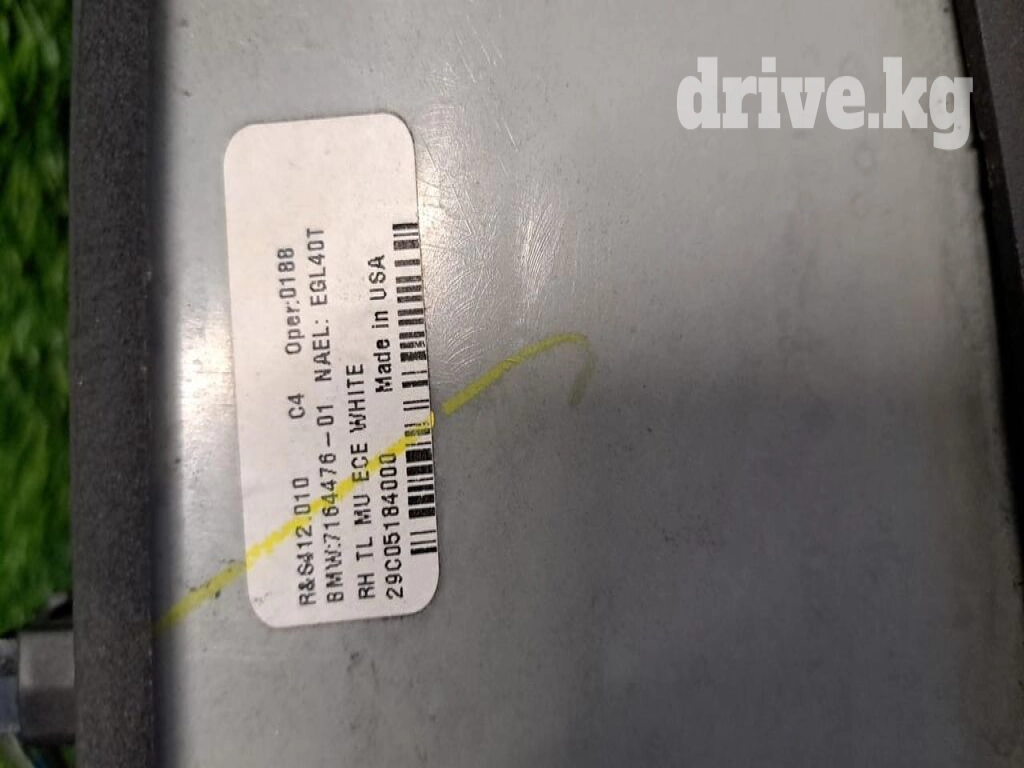 drive.kg
R&S412.010 C4 Oper:0188
BMW:7164476-01 NAEL: EGL40T
RH TL MU ECE WHITE
29C05184000 Made in USA